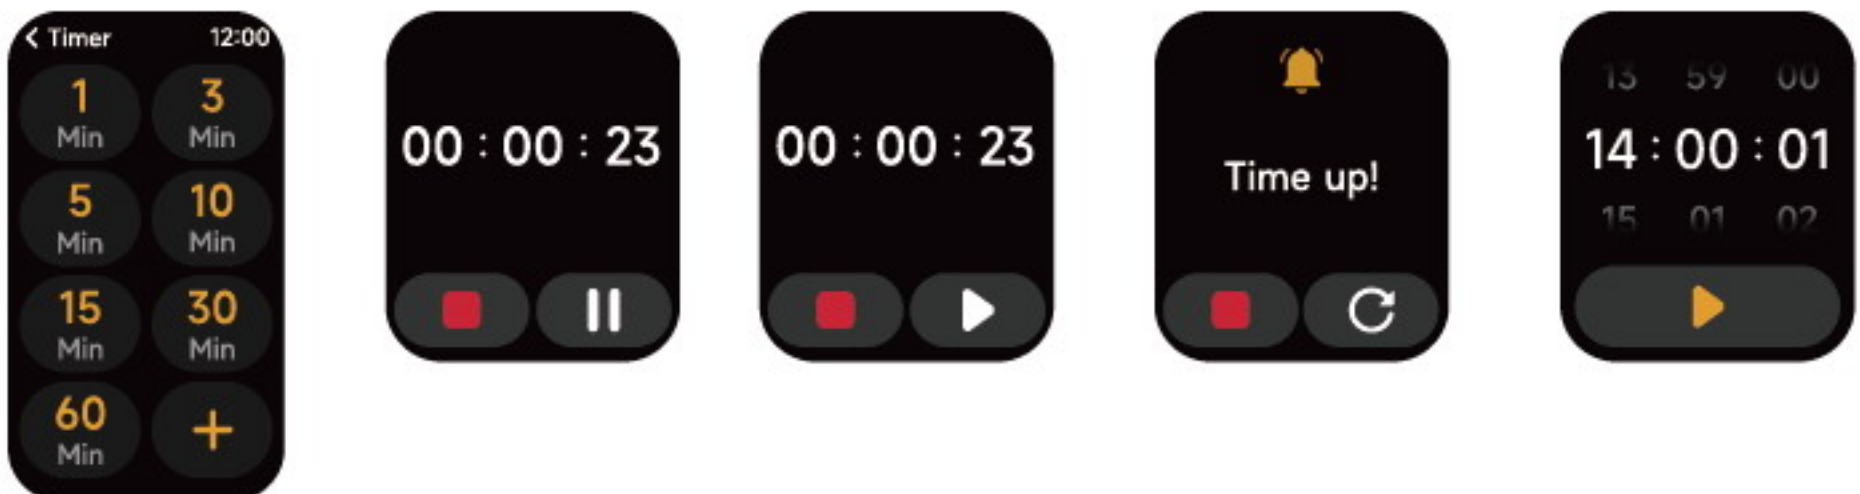 < Timer 12:00
1 3
Min Min
5 10
Min Min
15 30
Min Min
60 +
Min
00 : 00 : 23
00 : 00 : 23
Time up!
13 59 00
14 : 00 : 01
15 01 02